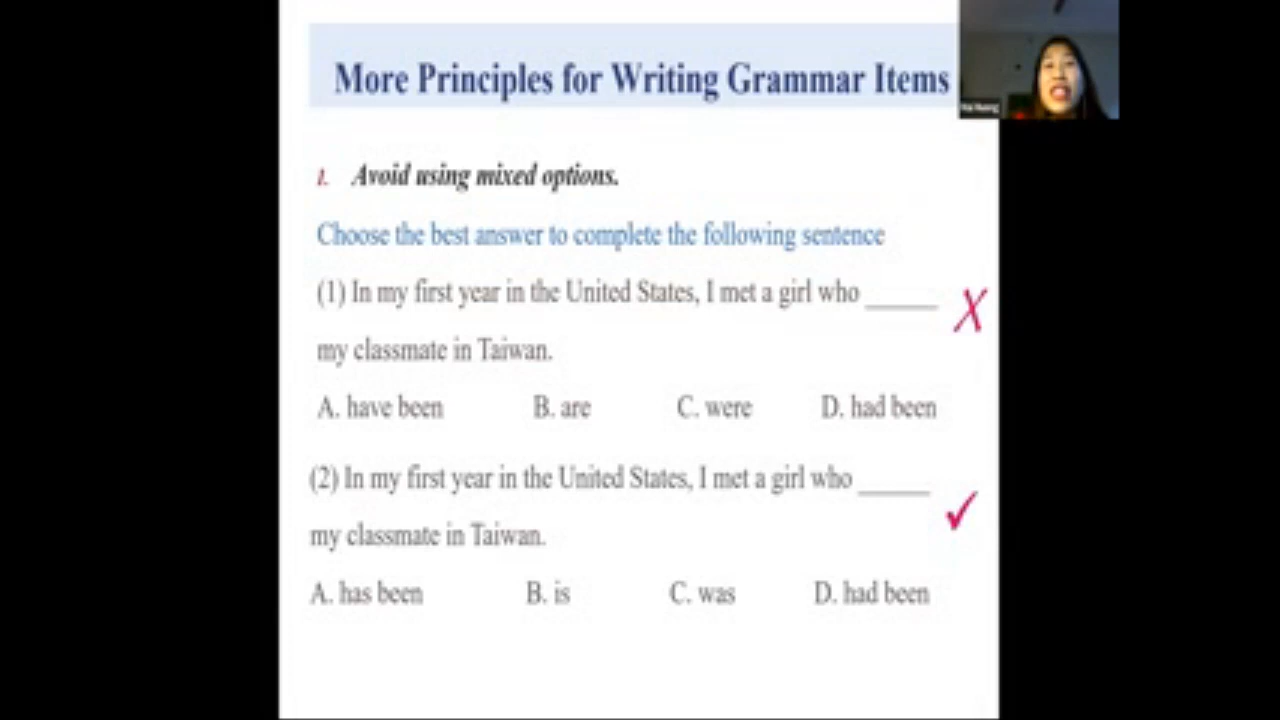 More Principles for Writing Grammar Items
1. Avoid using mixed options.
Choose the best answer to complete the following sentence
(1) In my first year in the United States, I met a girl who ______
my classmate in Taiwan.
A. have been B. are C. were D. had been
(2) In my first year in the United States, I met a girl who ______
my classmate in Taiwan.
A. has been B. is C. was D. had been